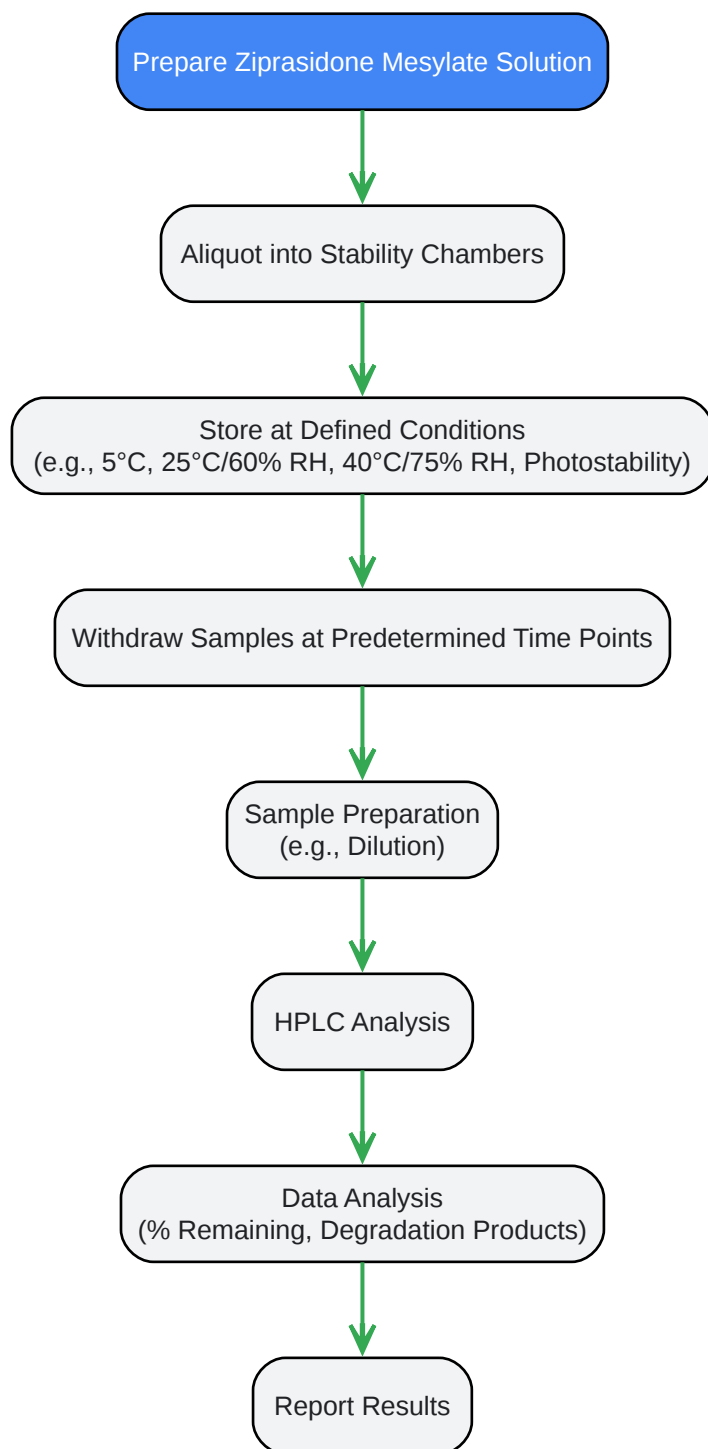 Prepare Ziprasidone Mesylate Solution
Aliquot into Stability Chambers
Store at Defined Conditions
(e.g., 5°C, 25°C/60% RH, 40°C/75% RH, Photostability)
Withdraw Samples at Predetermined Time Points
Sample Preparation
(e.g., Dilution)
HPLC Analysis
Data Analysis
(% Remaining, Degradation Products)
Report Results